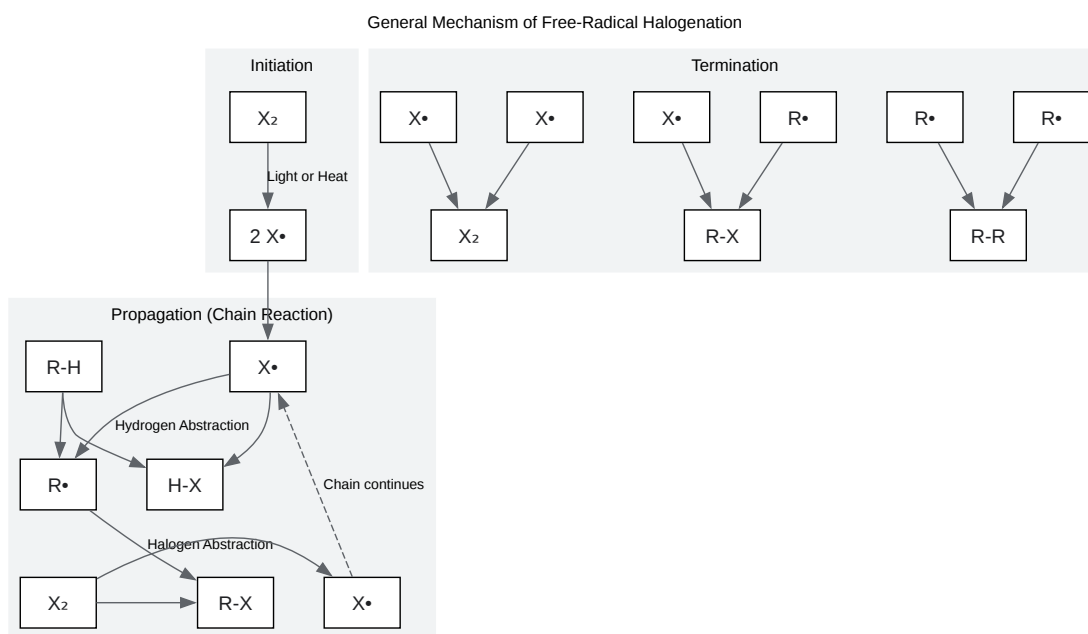 General Mechanism of Free-Radical Halogenation
Initiation
X₂
Light or Heat
2 X•
Termination
X• X• X• R• R• R•
X₂ R-X R-R
Propagation (Chain Reaction)
R-H X•
Hydrogen Abstraction
R• H-X
Chain continues
Halogen Abstraction
X₂ R-X X•